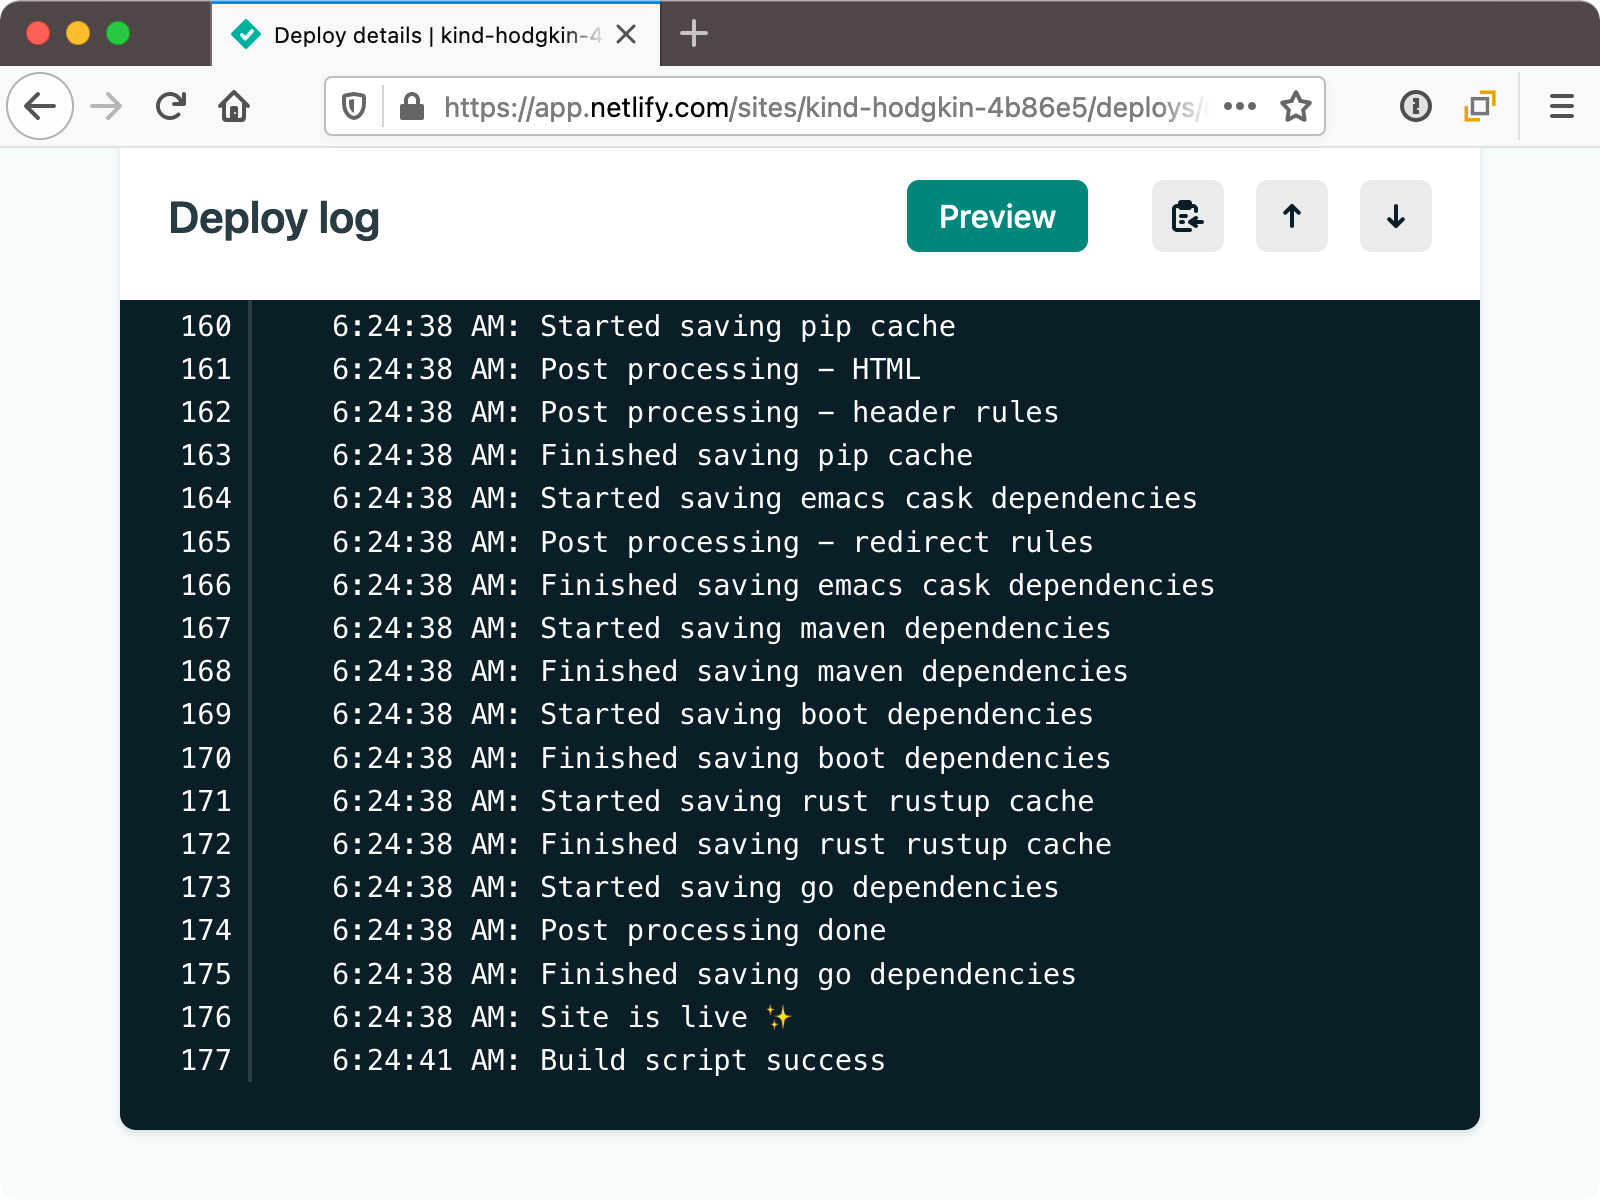 Deploy details | kind-hodgkin-4
https://app.netlify.com/sites/kind-hodgkin-4b86e5/deploys/
Deploy log
Preview
160 6:24:38 AM: Started saving pip cache
161 6:24:38 AM: Post processing - HTML
162 6:24:38 AM: Post processing - header rules
163 6:24:38 AM: Finished saving pip cache
164 6:24:38 AM: Started saving emacs cask dependencies
165 6:24:38 AM: Post processing - redirect rules
166 6:24:38 AM: Finished saving emacs cask dependencies
167 6:24:38 AM: Started saving maven dependencies
168 6:24:38 AM: Finished saving maven dependencies
169 6:24:38 AM: Started saving boot dependencies
170 6:24:38 AM: Finished saving boot dependencies
171 6:24:38 AM: Started saving rust rustup cache
172 6:24:38 AM: Finished saving rust rustup cache
173 6:24:38 AM: Started saving go dependencies
174 6:24:38 AM: Post processing done
175 6:24:38 AM: Finished saving go dependencies
176 6:24:38 AM: Site is live ✨
177 6:24:41 AM: Build script success